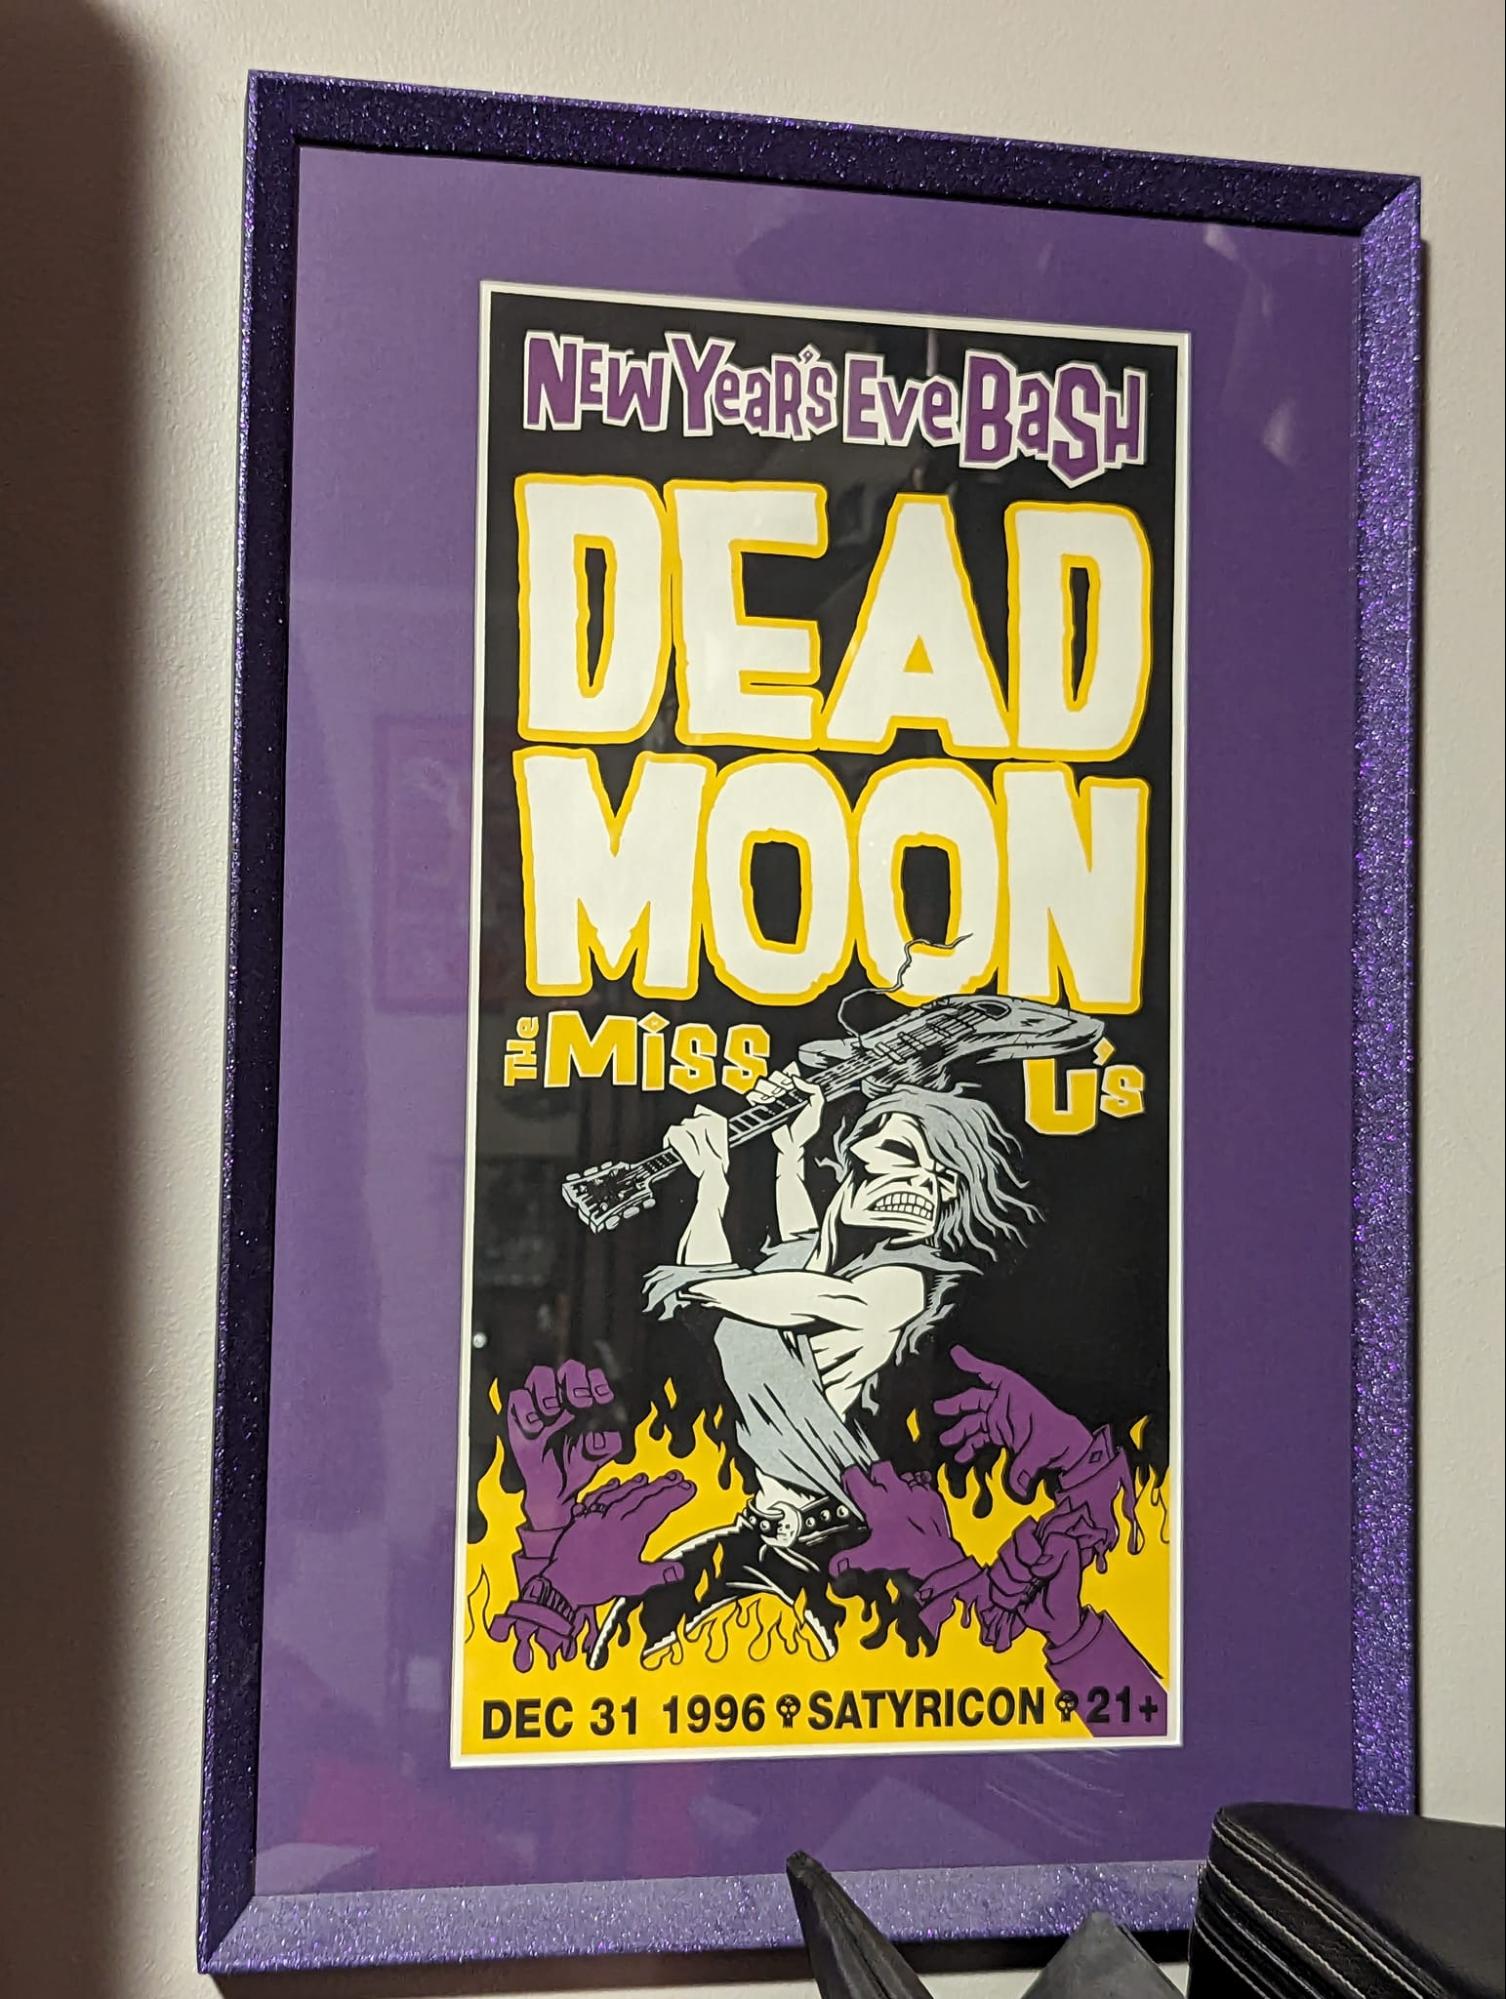 NEW YeaR'S EVe BaSH
DEAD
MOON
THe MiSS U'S
DEC 31 1996 SATYRICON 21+